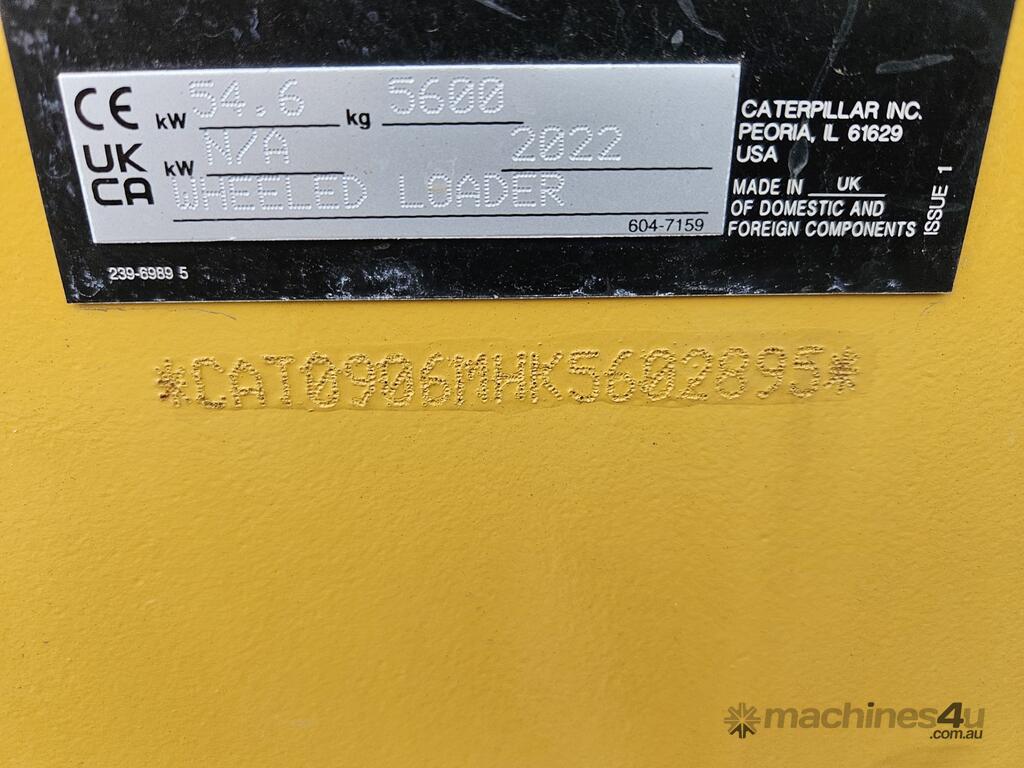 CE kW 54.6 kg 5600
UK CA kW N/A 2022
WHEELED LOADER
604-7159
239-6989 5
CATERPILLAR INC.
PEORIA, IL 61629
USA
MADE IN UK
OF DOMESTIC AND
FOREIGN COMPONENTS
ISSUE 1
*CAT0906MHK5602895*
machines4u
.com.au